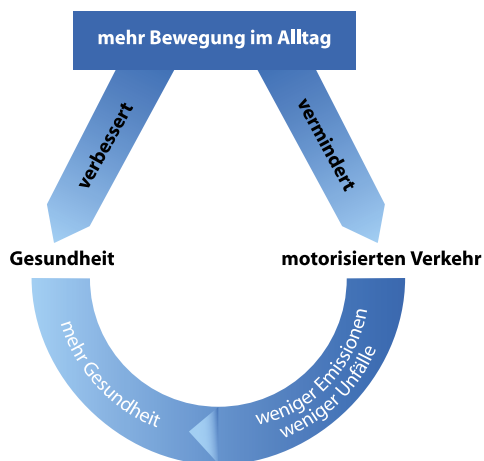 mehr Bewegung im Alltag
verbessert
vermindert
Gesundheit
motorisierten Verkehr
mehr Gesundheit
weniger Emissionen
weniger Unfälle